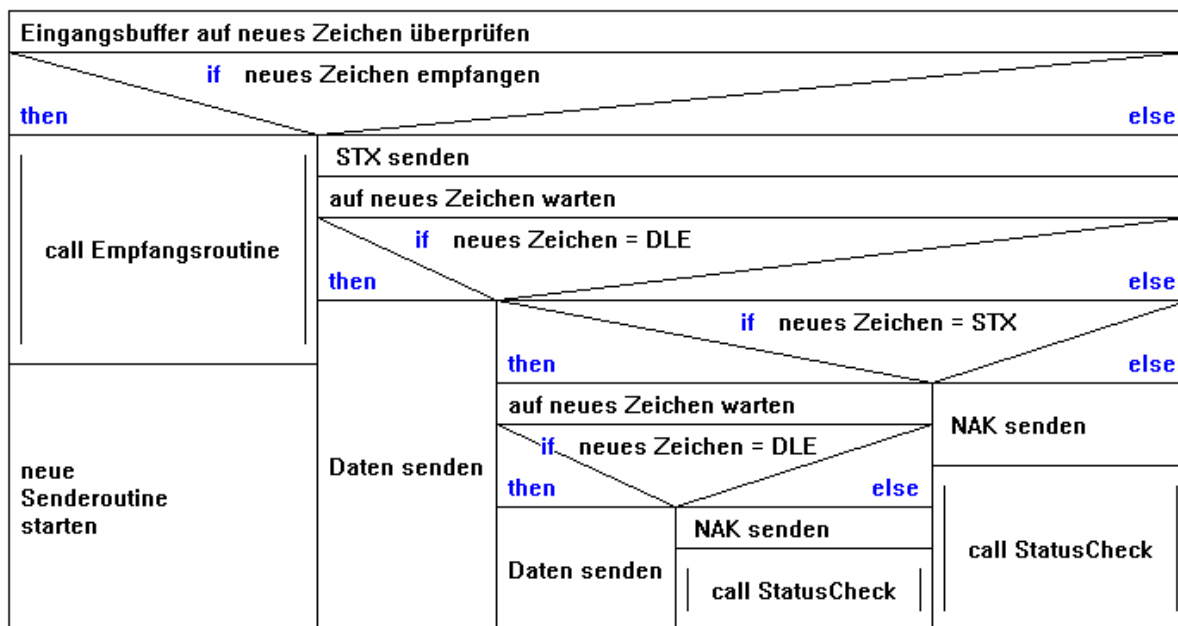 Eingangsbuffer auf neues Zeichen überprüfen
if neues Zeichen empfangen
then else
STX senden
auf neues Zeichen warten
call Empfangsroutine
if neues Zeichen = DLE
then else
if neues Zeichen = STX
then else
auf neues Zeichen warten
NAK senden
if neues Zeichen = DLE
Daten senden
neue
Senderoutine
starten
then else
NAK senden
call StatusCheck
Daten senden
call StatusCheck